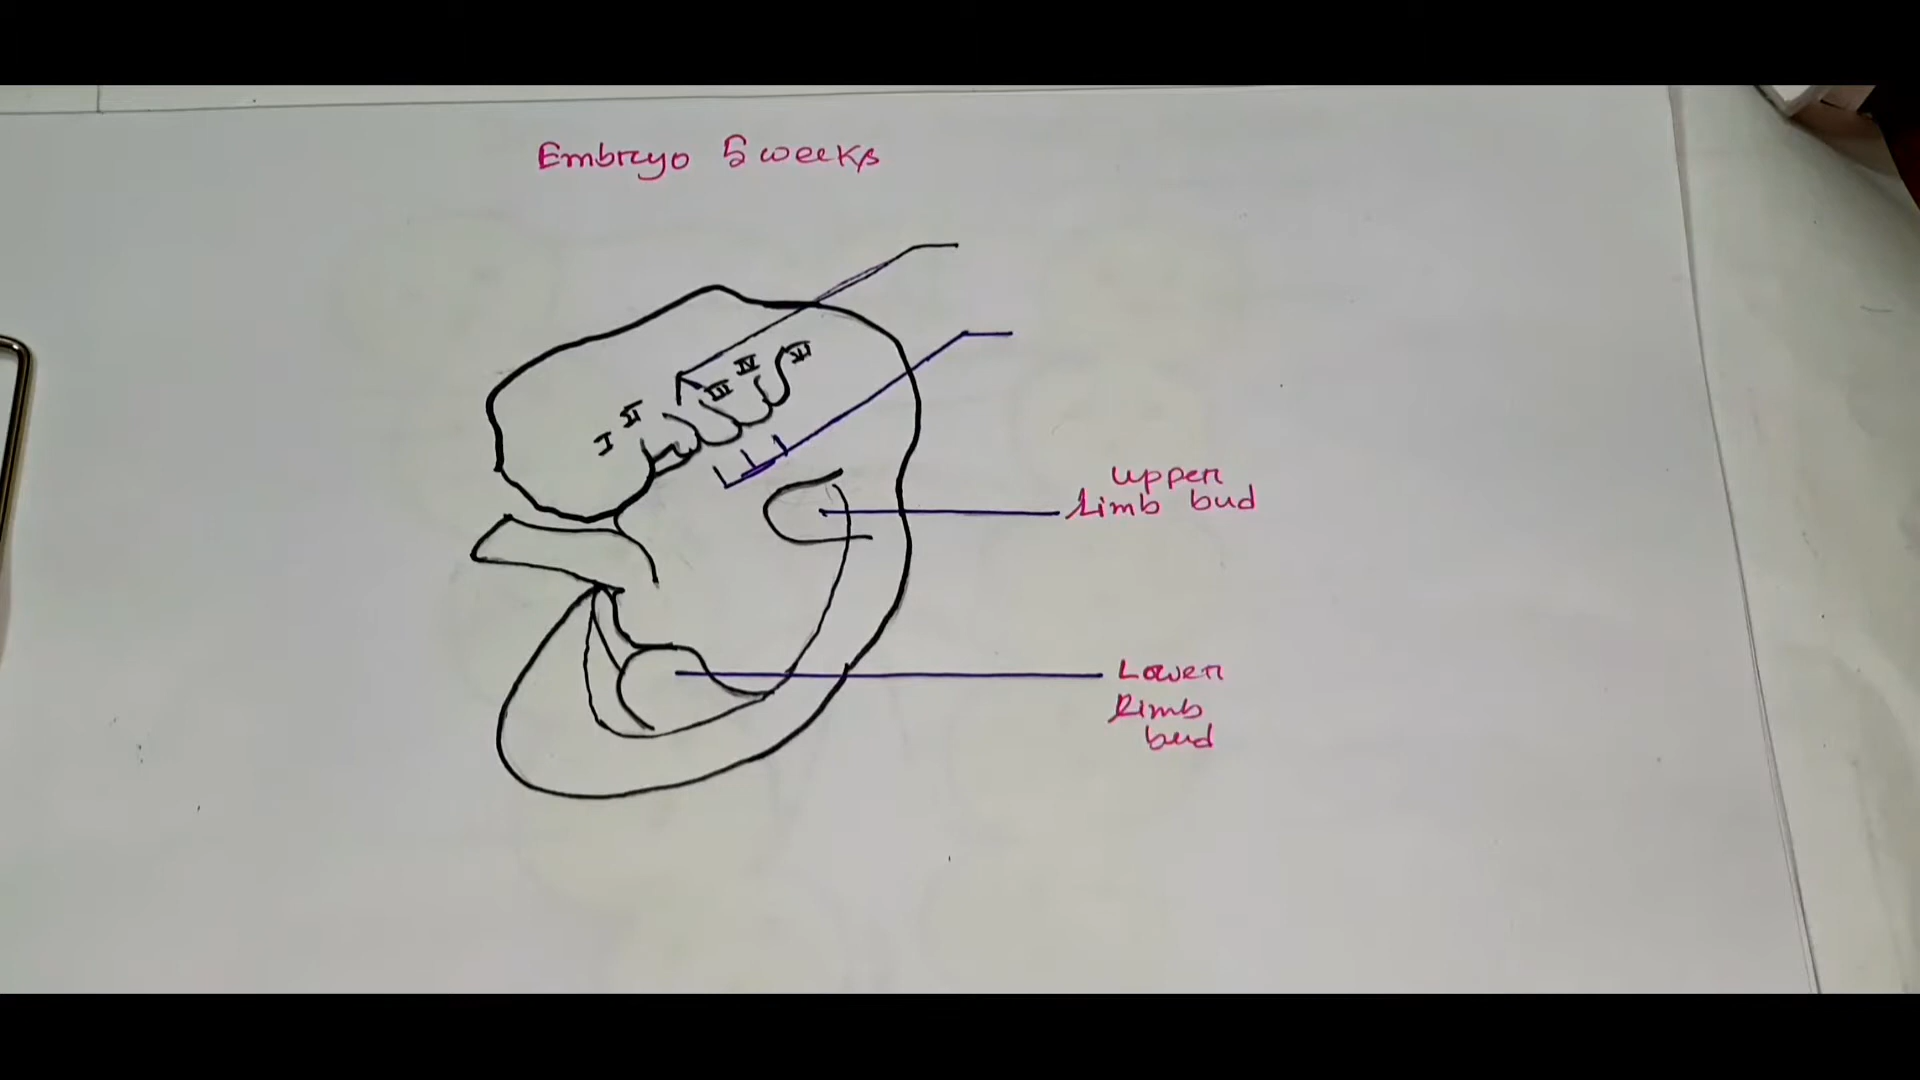 Embryo 5 weeks
I
II
III
IV
VI
Upper
Limb bud
Lower
Limb
bud